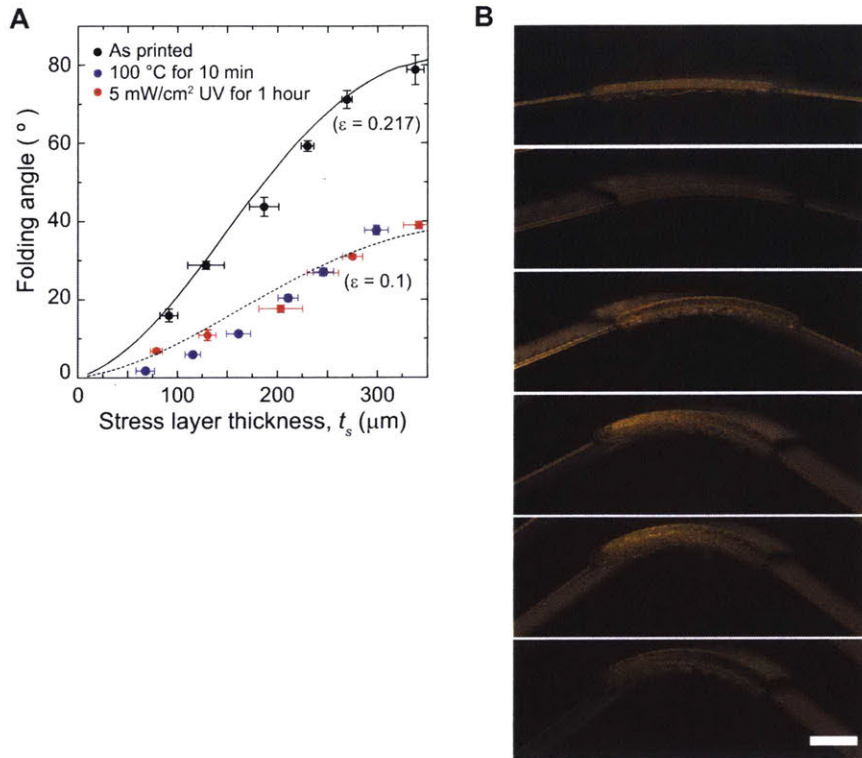 A
80
60
40
20
0
Folding angle ( º )
As printed
100 °C for 10 min
5 mW/cm² UV for 1 hour
(ε = 0.217)
(ε = 0.1)
0
100
200
300
Stress layer thickness, tₛ (μm)
B